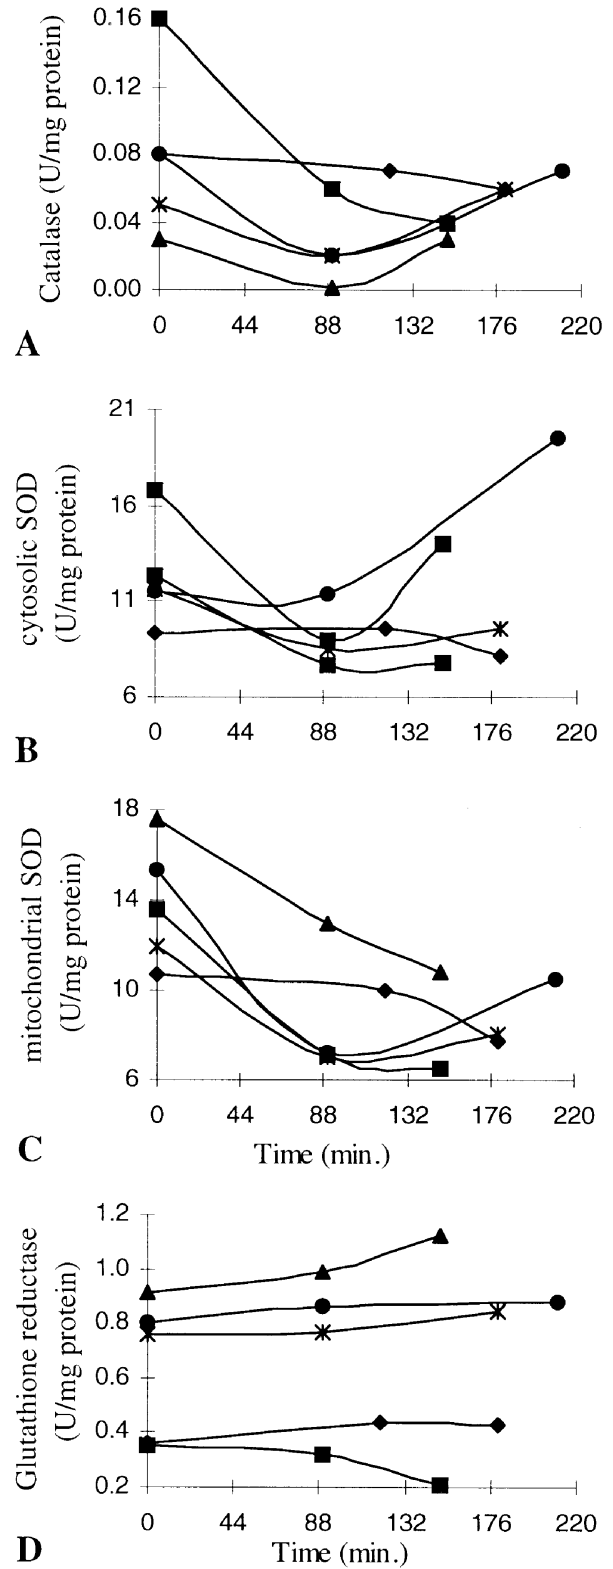 Catalase (U/mg protein)
0.16
0.12
0.08
0.04
0.00
0 44 88 132 176 220
A
cytosolic SOD
(U/mg protein)
21
16
11
6
0 44 88 132 176 220
B
mitochondrial SOD
(U/mg protein)
18
14
10
6
0 44 88 132 176 220
Time (min.)
C
Glutathione reductase
(U/mg protein)
1.2
1.0
0.8
0.6
0.4
0.2
0 44 88 132 176 220
Time (min.)
D